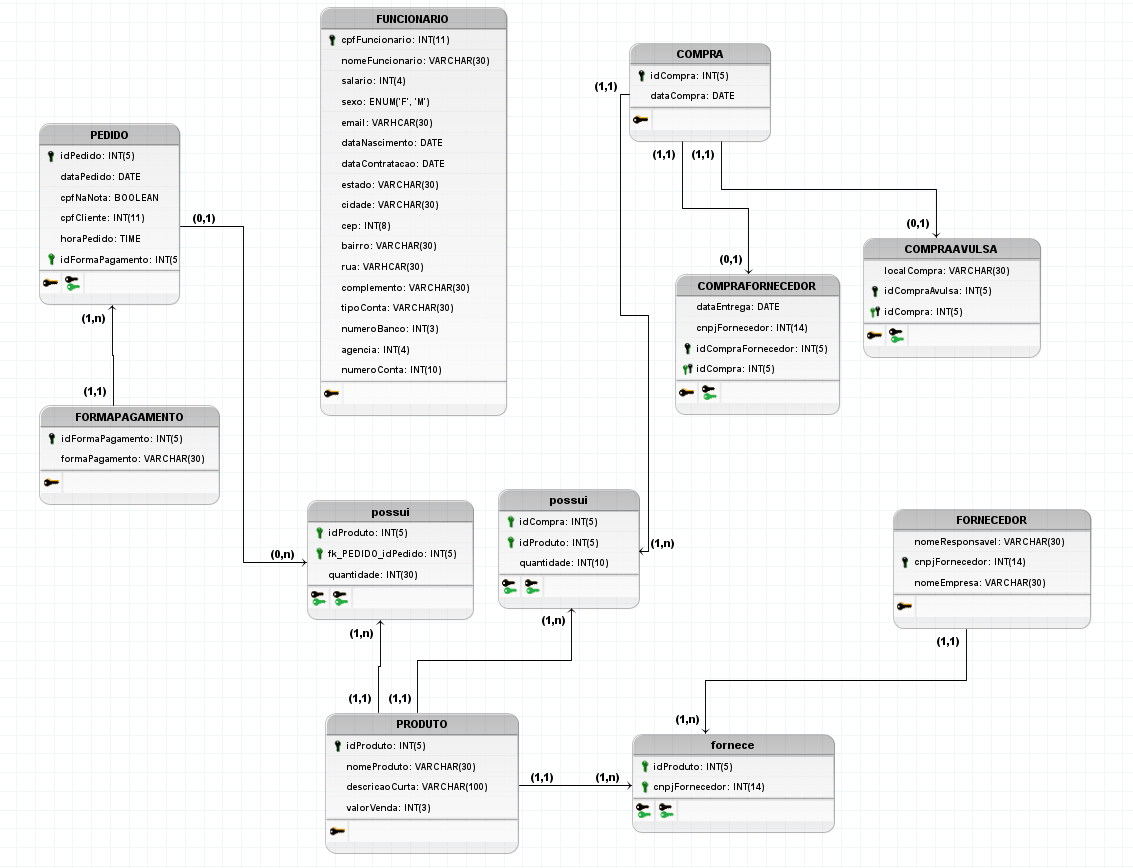 FUNCIONARIO
cpfFuncionario: INT(11)
nomeFuncionario: VARCHAR(30)
salario: INT(4)
sexo: ENUM('F', 'M')
email: VARHCAR(30)
dataNascimento: DATE
dataContratacao: DATE
estado: VARCHAR(30)
cidade: VARCHAR(30)
cep: INT(8)
bairro: VARCHAR(30)
rua: VARHCAR(30)
complemento: VARCHAR(30)
tipoConta: VARCHAR(30)
numeroBanco: INT(3)
agencia: INT(4)
numeroConta: INT(10)
COMPRA
idCompra: INT(5)
dataCompra: DATE
(1,1)
(1,1)
(1,1)
PEDIDO
idPedido: INT(5)
dataPedido: DATE
cpfNaNota: BOOLEAN
cpfCliente: INT(11)
horaPedido: TIME
idFormaPagamento: INT(5
(0,1)
(1,n)
(1,1)
FORMAPAGAMENTO
idFormaPagamento: INT(5)
formaPagamento: VARCHAR(30)
(0,1)
COMPRAFORNECEDOR
dataEntrega: DATE
cnpjFornecedor: INT(14)
idCompraFornecedor: INT(5)
idCompra: INT(5)
(0,1)
COMPRAAVULSA
localCompra: VARCHAR(30)
idCompraAvulsa: INT(5)
idCompra: INT(5)
(0,n)
possui
idProduto: INT(5)
fk_PEDIDO_idPedido: INT(5)
quantidade: INT(30)
(1,n)
possui
idCompra: INT(5)
idProduto: INT(5)
quantidade: INT(10)
(1,n)
(1,n)
FORNECEDOR
nomeResponsavel: VARCHAR(30)
cnpjFornecedor: INT(14)
nomeEmpresa: VARCHAR(30)
(1,1)
(1,1)
(1,1)
PRODUTO
idProduto: INT(5)
nomeProduto: VARCHAR(30)
descricaoCurta: VARCHAR(100)
valorVenda: INT(3)
(1,1)
(1,n)
(1,n)
fornece
idProduto: INT(5)
cnpjFornecedor: INT(14)